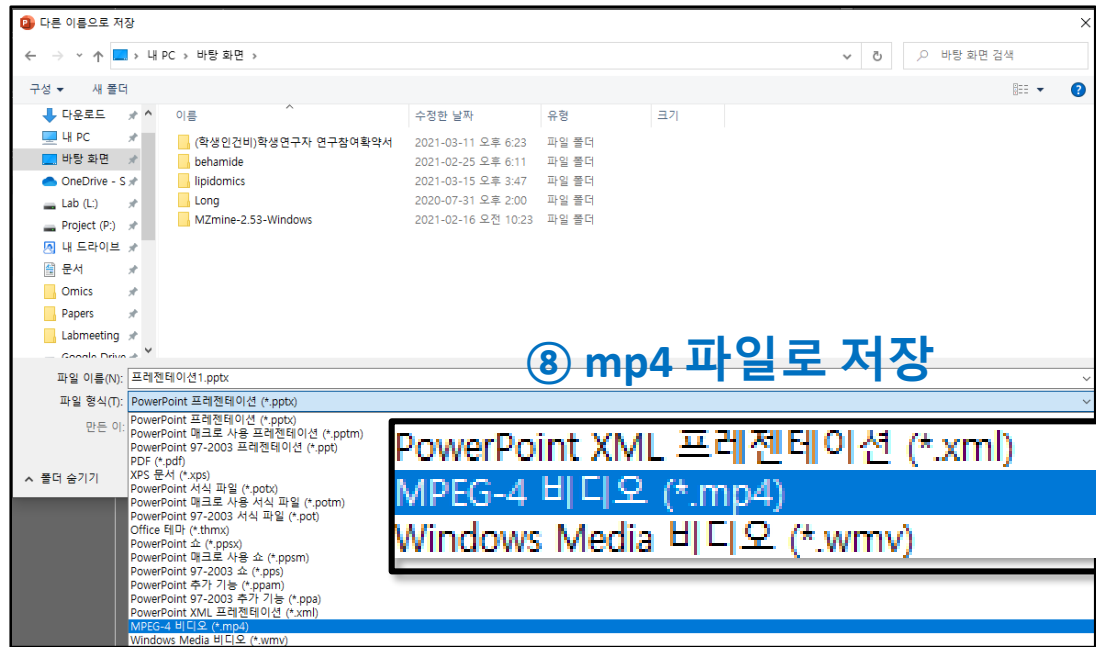 다른 이름으로 저장
내 PC > 바탕 화면 >
바탕 화면 검색
구성
새 폴더
이름 수정한 날짜 유형 크기
다운로드
내 PC
바탕 화면
OneDrive - S
Lab (L:)
Project (P:)
내 드라이브
문서
Omics
Papers
Labmeeting
Google Drive
(학생인건비)학생연구자 연구참여확약서 2021-03-11 오후 6:23 파일 폴더
behamide 2021-02-25 오후 6:11 파일 폴더
lipidomics 2021-03-15 오후 3:47 파일 폴더
Long 2020-07-31 오후 2:00 파일 폴더
MZmine-2.53-Windows 2021-02-16 오전 10:23 파일 폴더
⑧ mp4 파일로 저장
파일 이름(N): 프레젠테이션1.pptx
파일 형식(T): PowerPoint 프레젠테이션 (*.pptx)
만든 이:
폴더 숨기기
PowerPoint 프레젠테이션 (*.pptx)
PowerPoint 매크로 사용 프레젠테이션 (*.pptm)
PowerPoint 97-2003 프레젠테이션 (*.ppt)
PDF (*.pdf)
XPS 문서 (*.xps)
PowerPoint 서식 파일 (*.potx)
PowerPoint 매크로 사용 서식 파일 (*.potm)
PowerPoint 97-2003 서식 파일 (*.pot)
Office 테마 (*.thmx)
PowerPoint 쇼 (*.ppsx)
PowerPoint 매크로 사용 쇼 (*.ppsm)
PowerPoint 97-2003 쇼 (*.pps)
PowerPoint 추가 기능 (*.ppam)
PowerPoint 97-2003 추가 기능 (*.ppa)
PowerPoint XML 프레젠테이션 (*.xml)
MPEG-4 비디오 (*.mp4)
Windows Media 비디오 (*.wmv)
PowerPoint XML 프레젠테이션 (*.xml)
MPEG-4 비디오 (*.mp4)
Windows Media 비디오 (*.wmv)